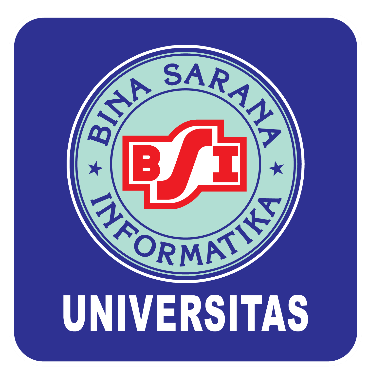 BINA SARANA
BSI
INFORMATIKA
UNIVERSITAS